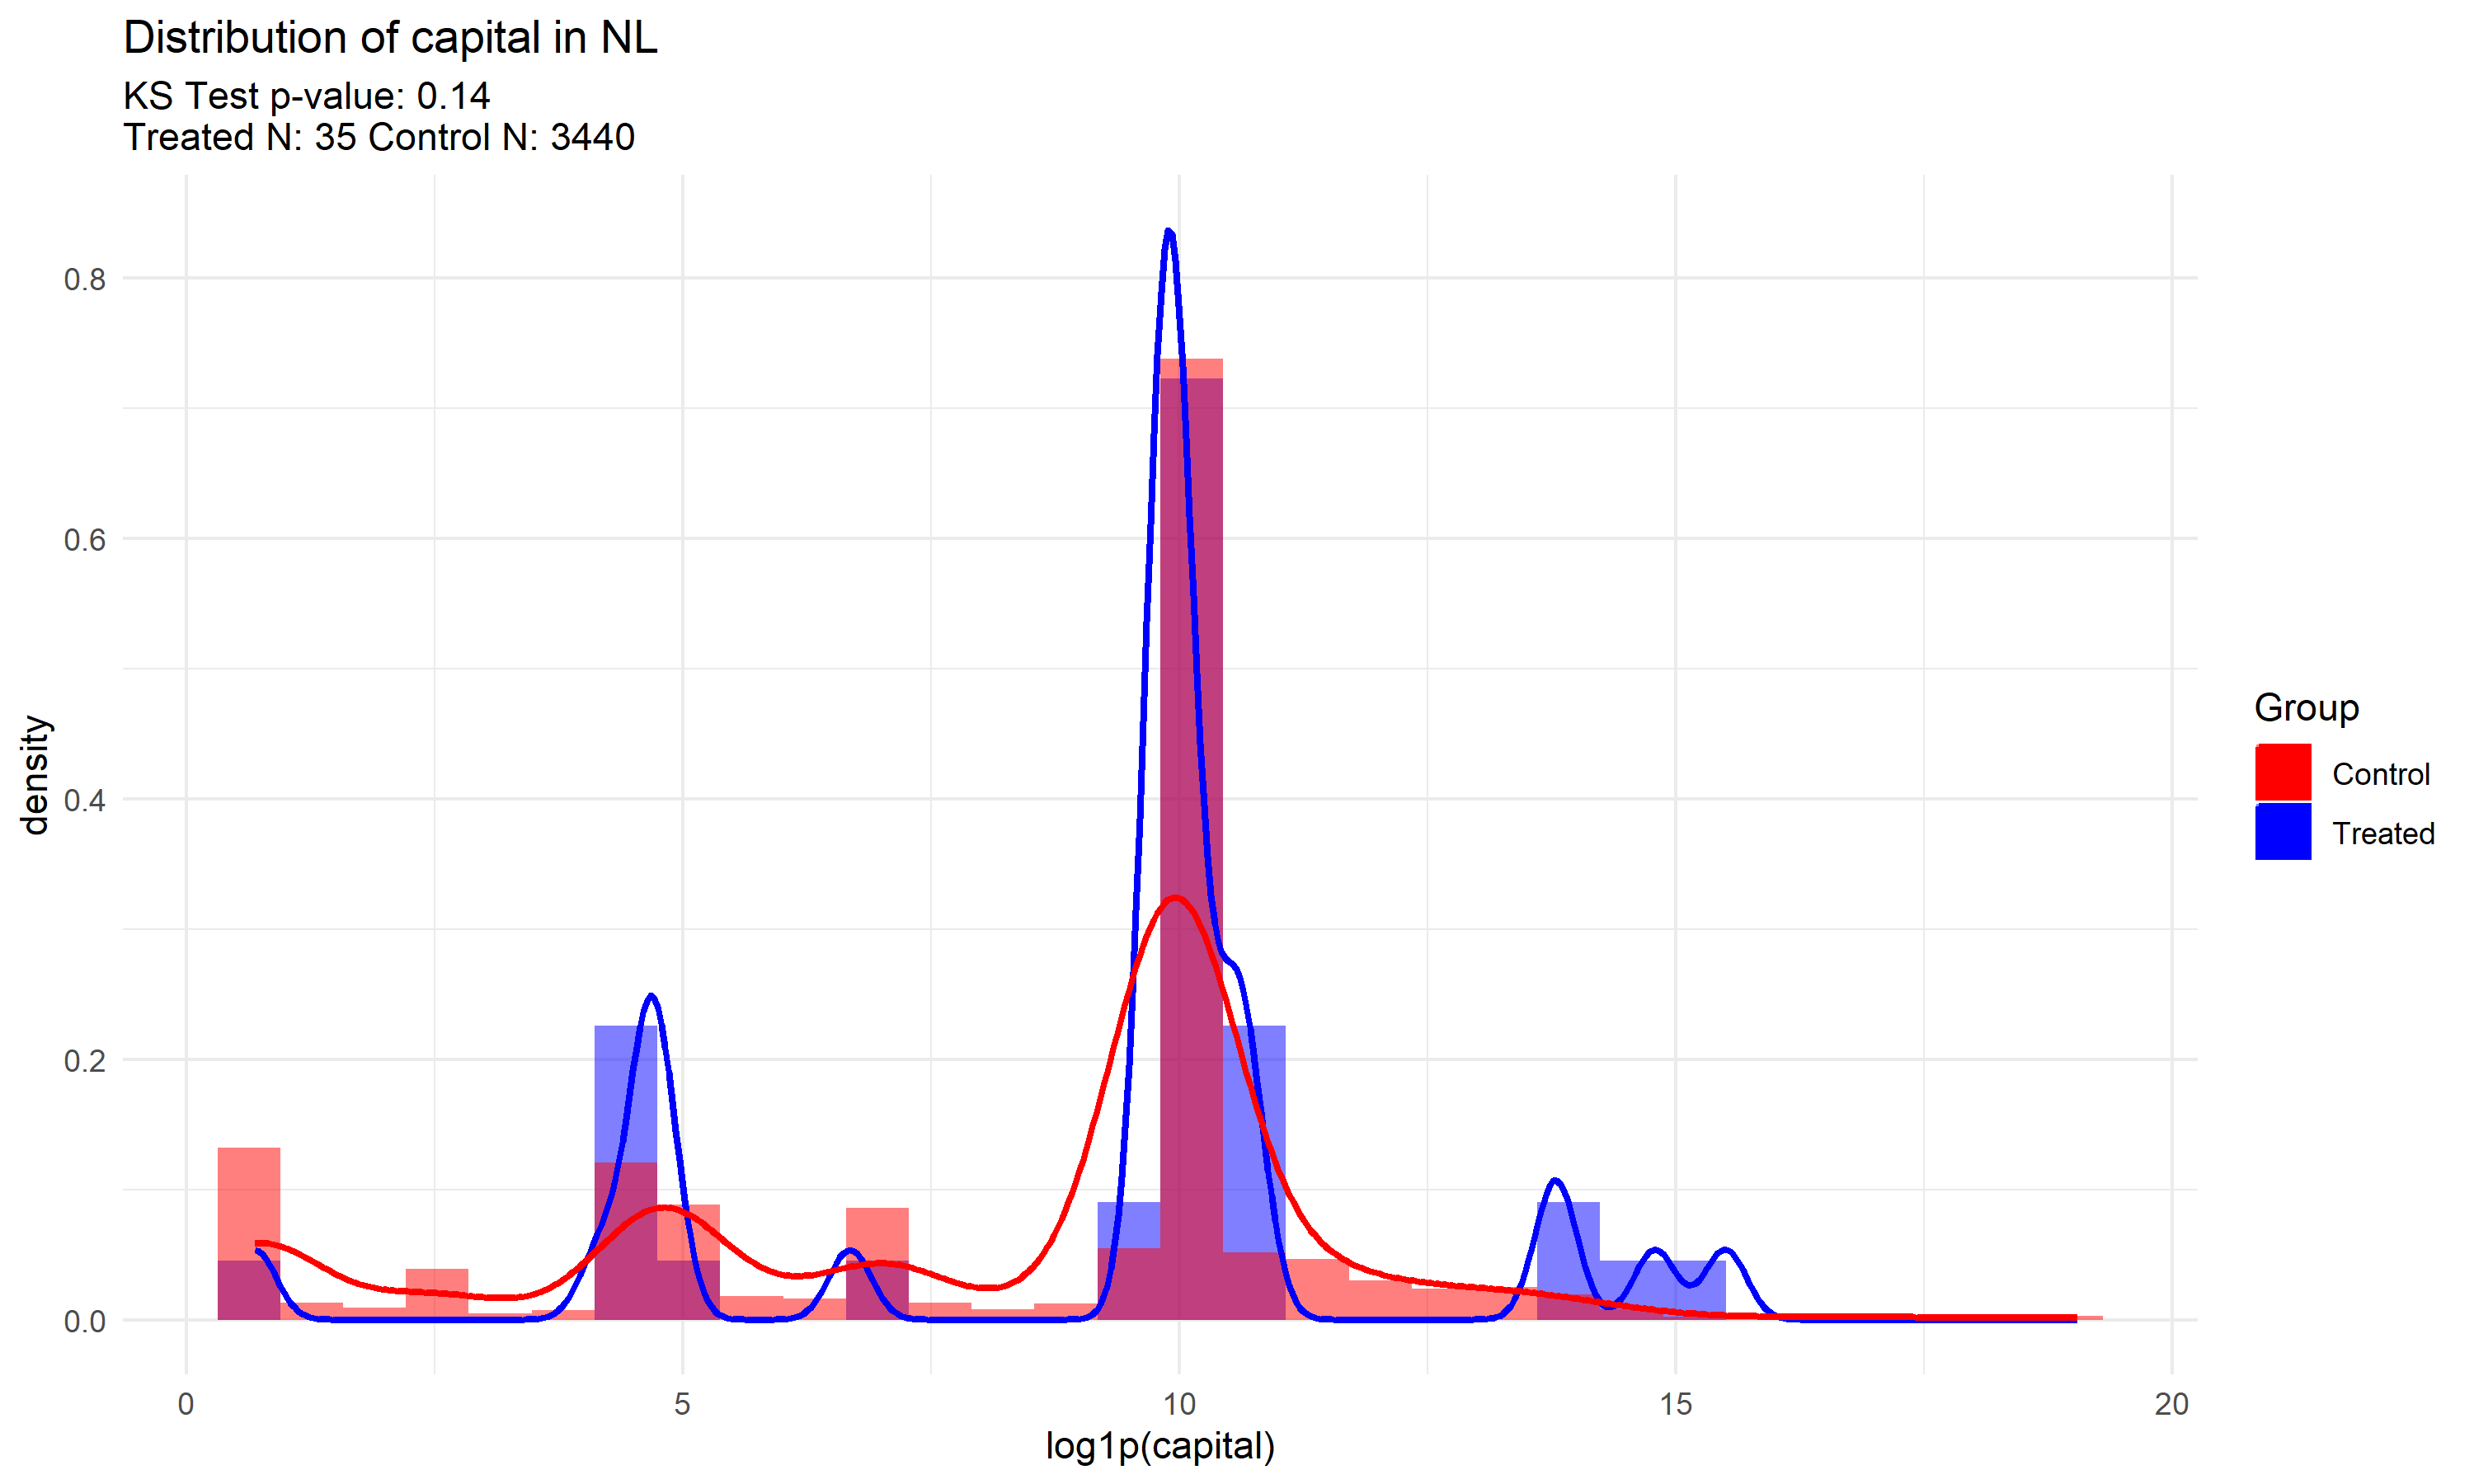 Distribution of capital in NL
KS Test p-value: 0.14
Treated N: 35 Control N: 3440
density
0.8
0.6
0.4
0.2
0.0
0
5
10
15
20
log1p(capital)
Group
Control
Treated